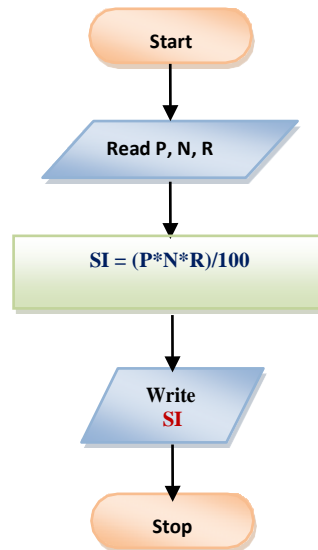 Start
Read P, N, R
SI = (P*N*R)/100
Write
SI
Stop